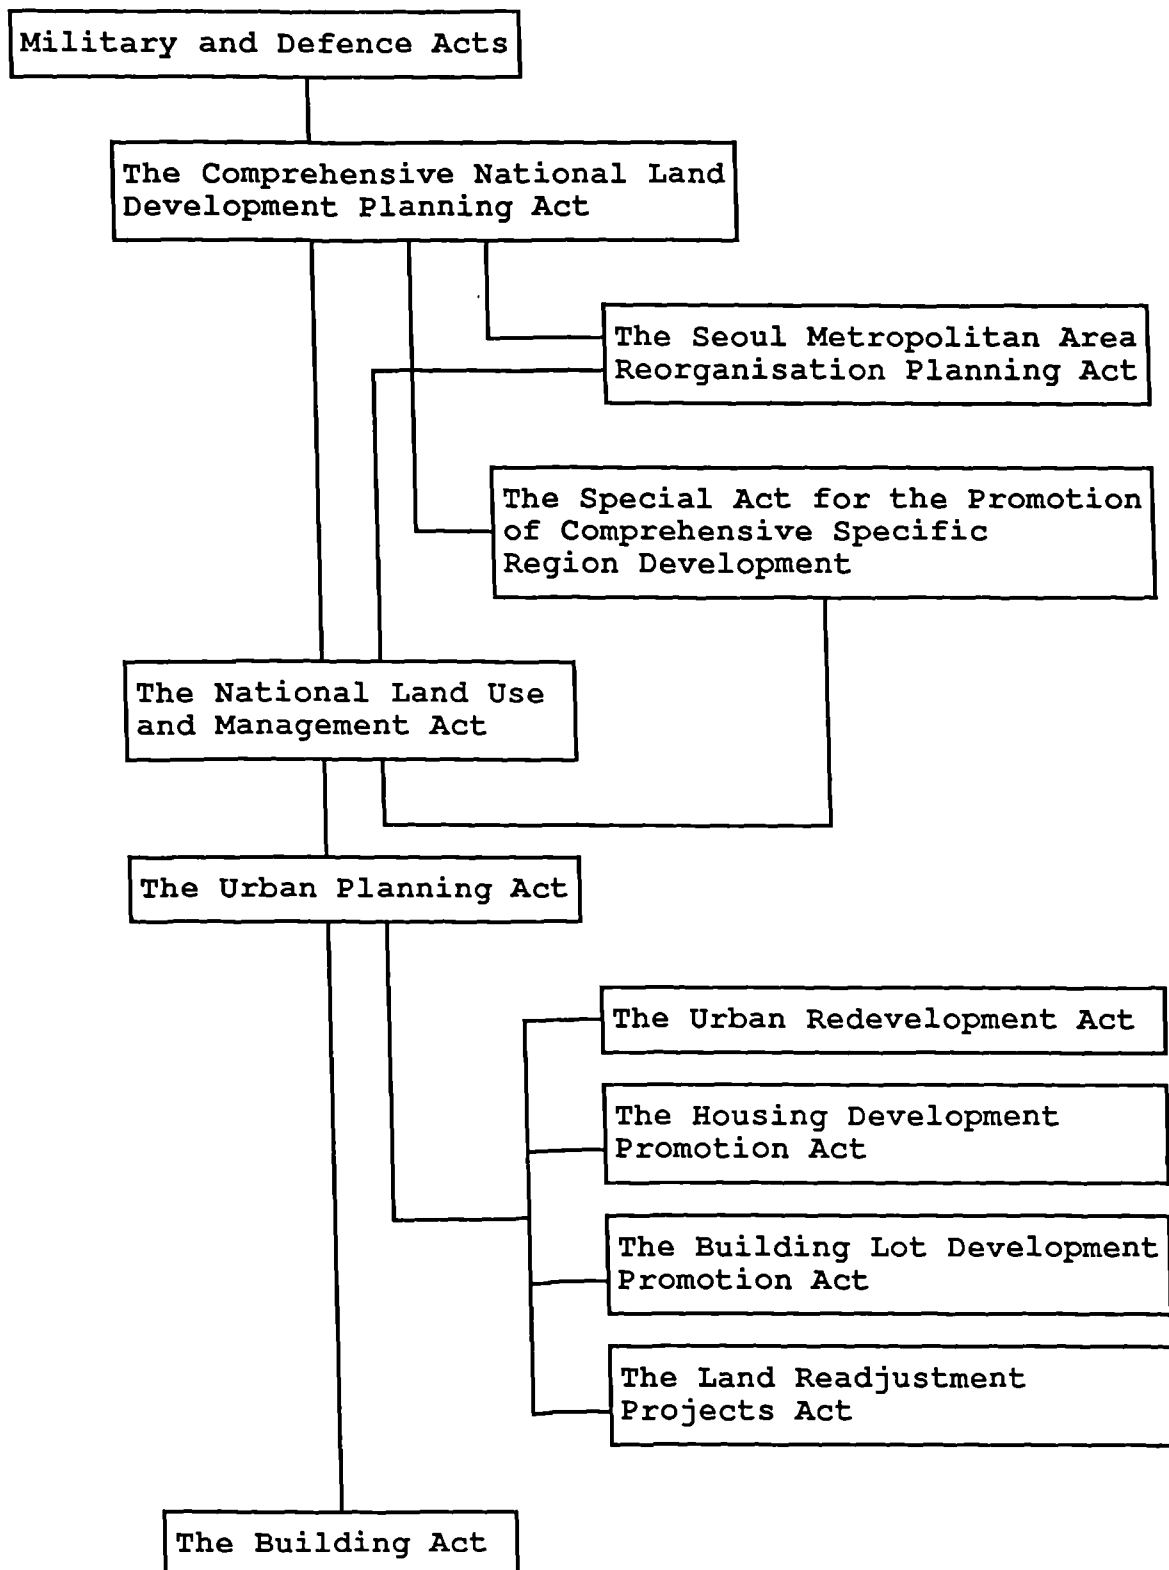 Military and Defence Acts
The Comprehensive National Land
Development Planning Act
The Seoul Metropolitan Area
Reorganisation Planning Act
The Special Act for the Promotion
of Comprehensive Specific
Region Development
The National Land Use
and Management Act
The Urban Planning Act
The Urban Redevelopment Act
The Housing Development
Promotion Act
The Building Lot Development
Promotion Act
The Land Readjustment
Projects Act
The Building Act